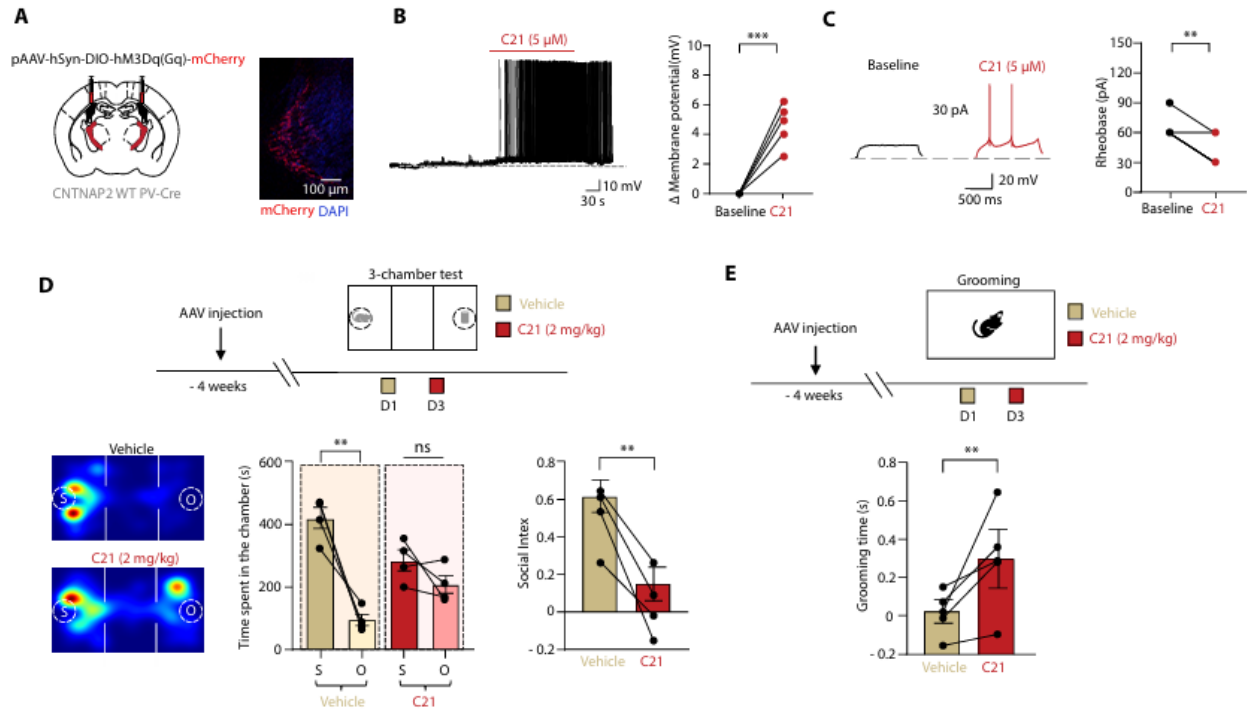 A
pAAV-hSyn-DIO-hM3Dq(Gq)-mCherry
CNTNAP2 WT PV-Cre
100 μm
mCherry DAPI
B
C21 (5 μM)
10 mV
30 s
***
Δ Membrane potential(mV)
10
8
6
4
2
0
Baseline C21
C
Baseline
C21 (5 μM)
30 pA
20 mV
500 ms
**
Rheobase (pA)
150
120
90
60
30
0
Baseline C21
D
3-chamber test
AAV injection
Vehicle
C21 (2 mg/kg)
- 4 weeks
D1
D3
Vehicle
S
O
C21 (2 mg/kg)
S
O
Time spent in the chamber (s)
600
400
200
0
**
ns
S O S O
Vehicle C21
Social Intex
0.8
0.6
0.4
0.2
0
- 0.2
**
Vehicle C21
E
Grooming
AAV injection
Vehicle
C21 (2 mg/kg)
- 4 weeks
D1
D3
Grooming time (s)
0.8
0.6
0.4
0.2
0
- 0.2
**
Vehicle C21